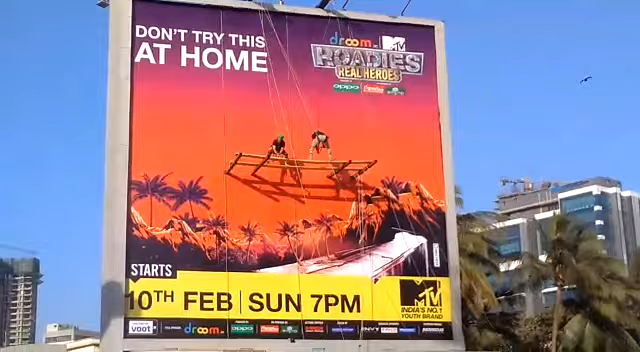 DON'T TRY THIS
AT HOME
droom
MTV
ROADIES
REAL HEROES
oppo
STARTS
10TH FEB | SUN 7PM
MTV
INDIA'S NO.1
YOUTH BRAND
voot
droom
oppo